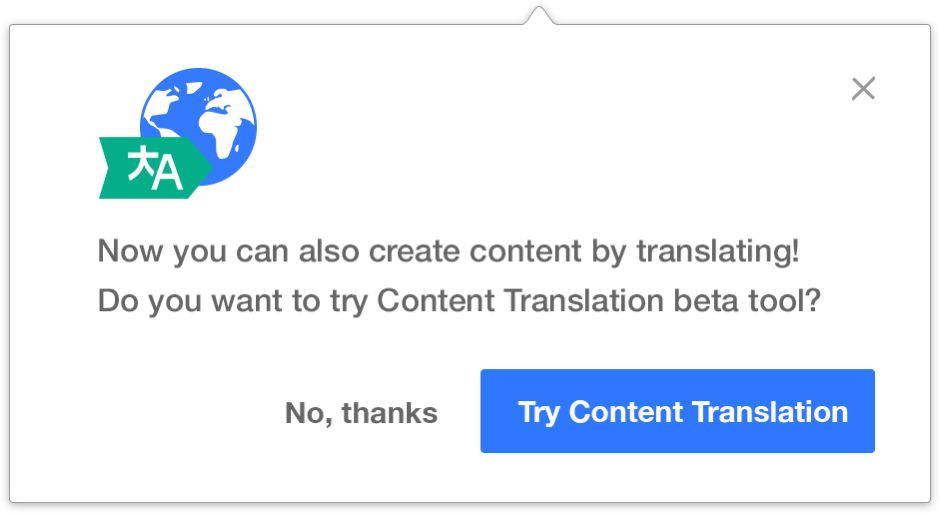 大A
Now you can also create content by translating!
Do you want to try Content Translation beta tool?
No, thanks
Try Content Translation